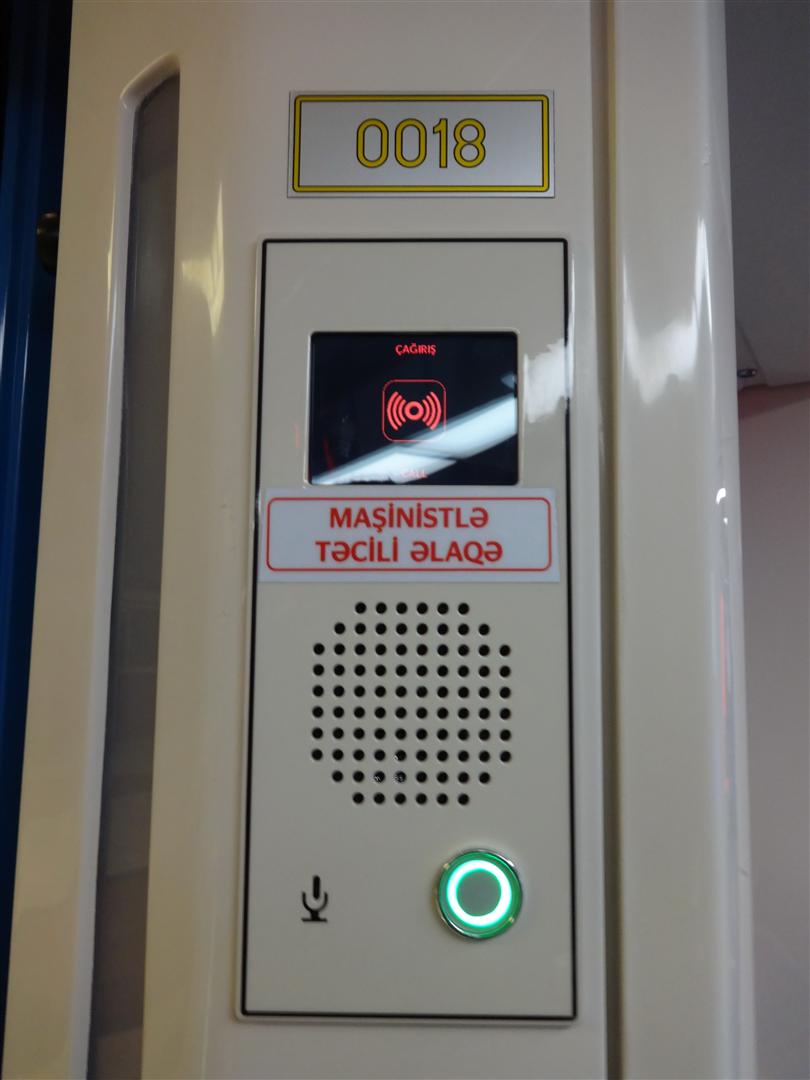 0018
ÇAĞIRIŞ
CALL
MAŞİNİSTLƏ
TƏCİLİ ƏLAQƏ